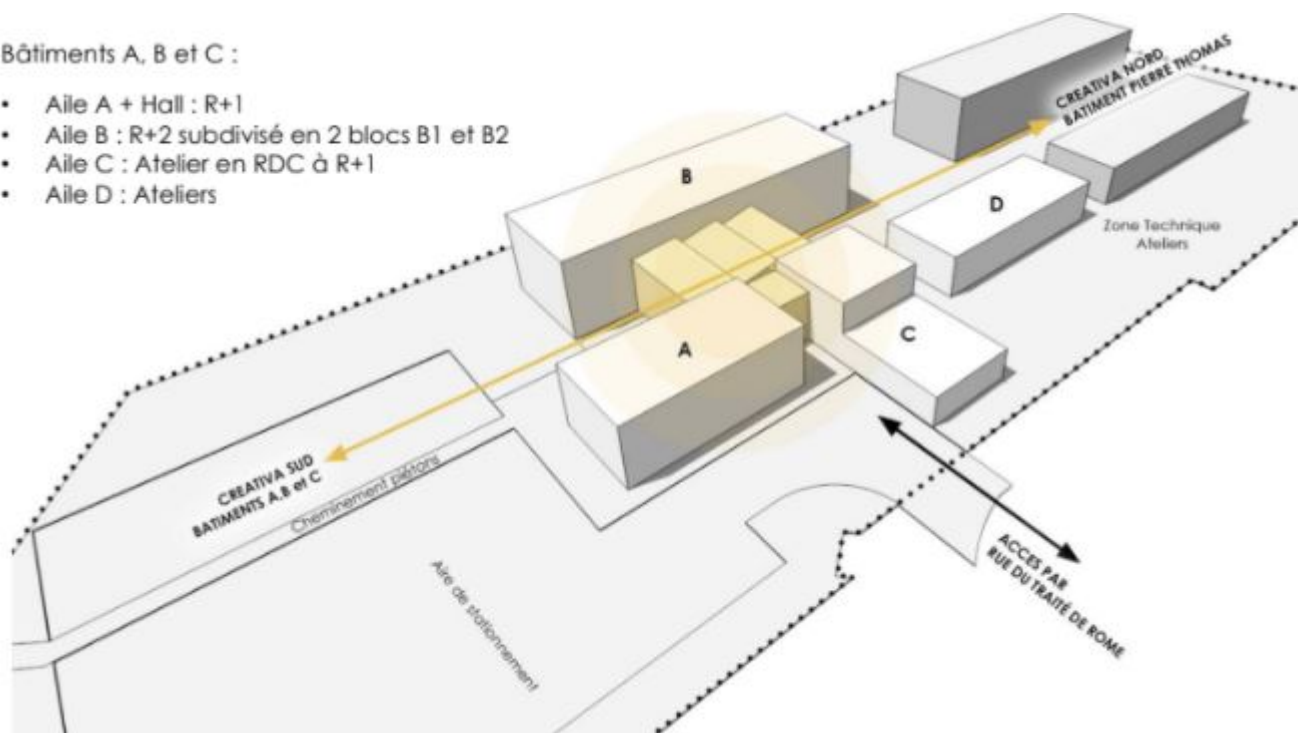 Bâtiments A, B et C :
• Aile A + Hall : R+1
• Aile B : R+2 subdivisé en 2 blocs B1 et B2
• Aile C : Atelier en RDC à R+1
• Aile D : Ateliers
CREATIVA NORD
BATIMENT PIERRE THOMAS
B
D
Zone Technique
Ateliers
A
C
CREATIVA SUD
BATIMENTS A,B et C
Cheminement piétons
Aire de stationnement
ACCES PAR
RUE DU TRAITÉ DE ROME